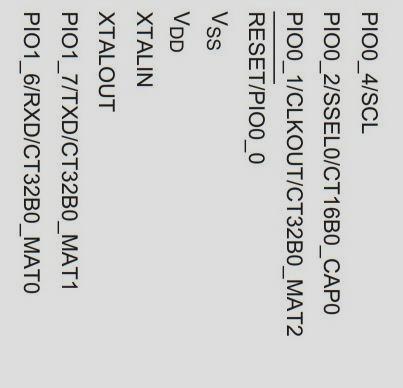 PIO0_4/SCL
PIO0_2/SSEL0/CT16B0_CAP0
PIO0_1/CLKOUT/CT32B0_MAT2
RESET/PIO0_0
VSS
VDD
XTALIN
XTALOUT
PIO1_7/TXD/CT32B0_MAT1
PIO1_6/RXD/CT32B0_MAT0